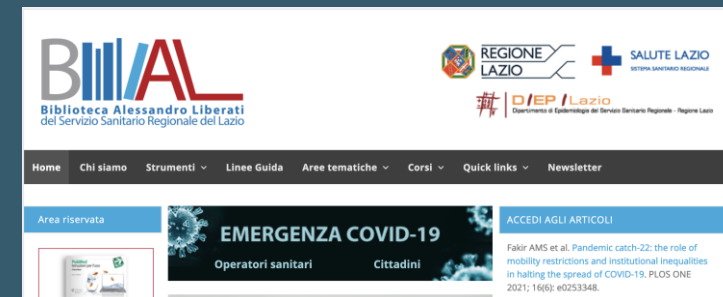 BAL
Biblioteca Alessandro Liberati
del Servizio Sanitario Regionale del Lazio
REGIONE
LAZIO
SALUTE LAZIO
SISTEMA SANITARIO REGIONALE
D/EP/Lazio
Dipartimento di Epidemiologia del Servizio Sanitario Regionale - Regione Lazio
Home Chi siamo Strumenti Linee Guida Aree tematiche Corsi Quick links Newsletter
Area riservata
PubMed
EMERGENZA COVID-19
Operatori sanitari Cittadini
ACCEDI AGLI ARTICOLI
Fakir AMS et al. Pandemic catch-22: the role of
mobility restrictions and institutional inequalities
in halting the spread of COVID-19. PLOS ONE
2021; 16(6): e0253348.